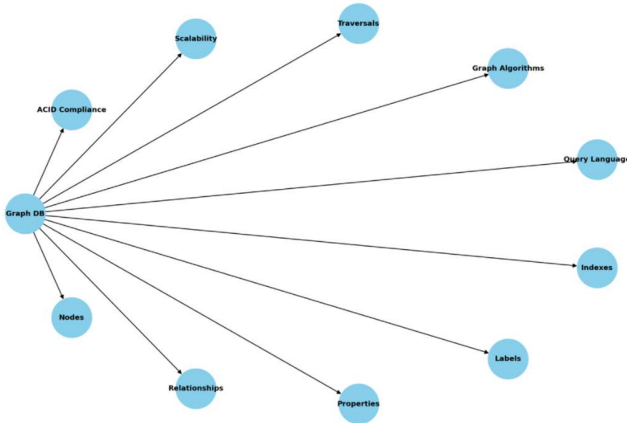 Traversals
Scalability
Graph Algorithms
ACID Compliance
Query Language
Graph DB
Indexes
Nodes
Labels
Relationships
Properties